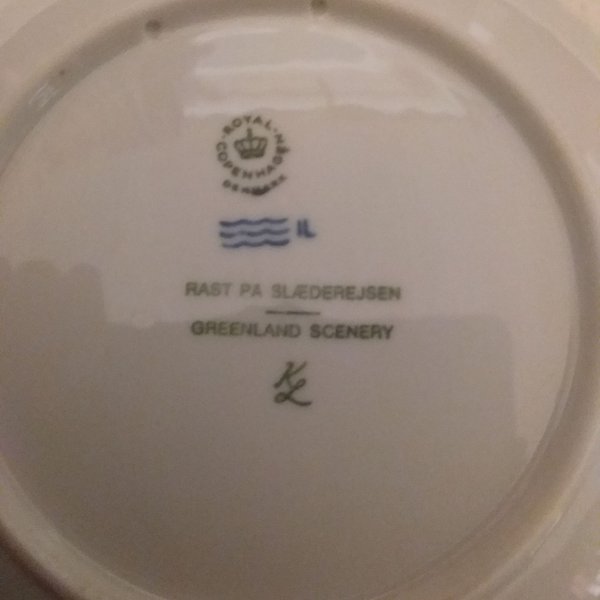 ROYAL COPENHAGEN
DENMARK
IL
RAST PA SLÆDEREJSEN
GREENLAND SCENERY
KL